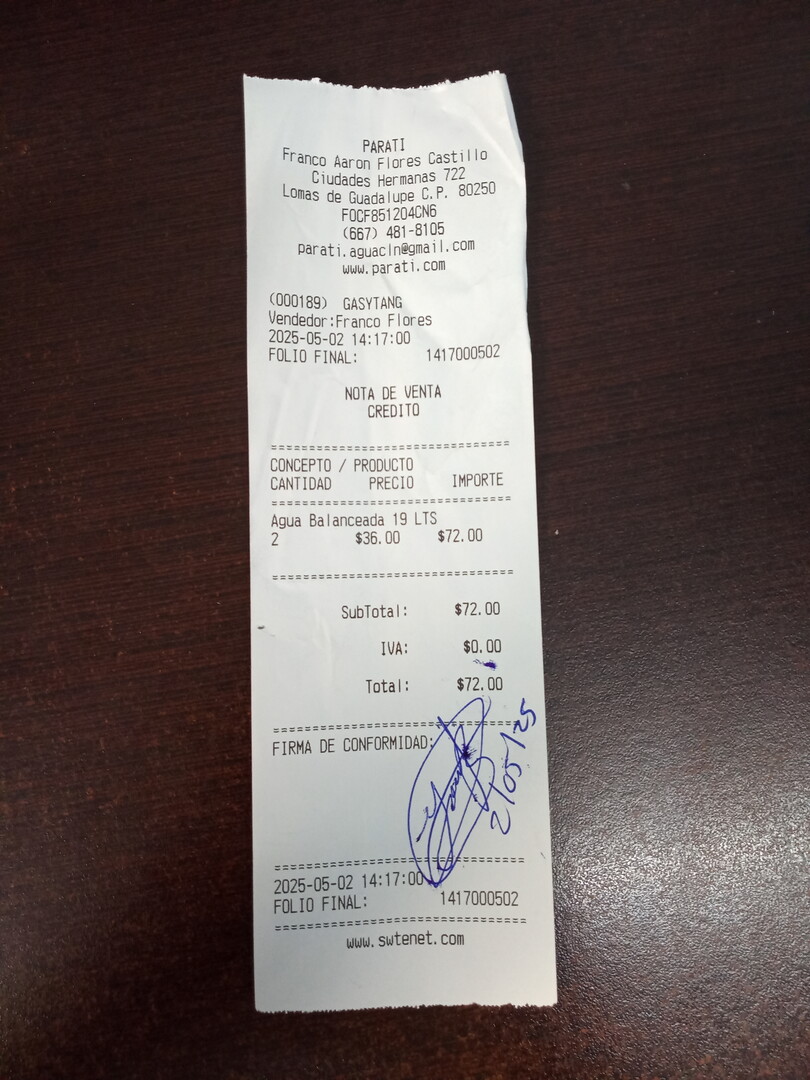 PARATI
Franco Aaron Flores Castillo
Ciudades Hermanas 722
Lomas de Guadalupe C.P. 80250
FOCF851204CN6
(667) 481-8105
parati.aguacln@gmail.com
www.parati.com
(000189) GASYTANG
Vendedor:Franco Flores
2025-05-02 14:17:00
FOLIO FINAL: 1417000502
NOTA DE VENTA
CREDITO
================================
CONCEPTO / PRODUCTO
CANTIDAD PRECIO IMPORTE
================================
Agua Balanceada 19 LTS
2 $36.00 $72.00
================================
SubTotal: $72.00
IVA: $0.00
Total: $72.00
================================
FIRMA DE CONFORMIDAD:
2/05/25
================================
2025-05-02 14:17:00
FOLIO FINAL: 1417000502
================================
www.swtenet.com